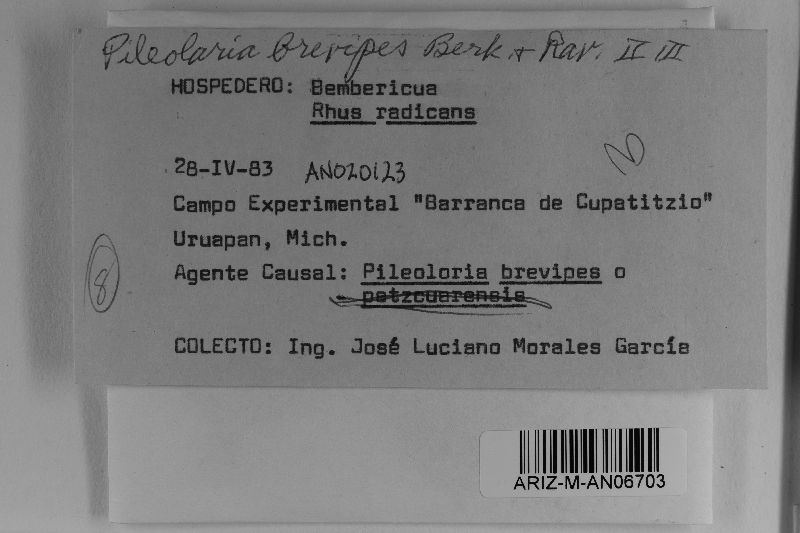 Pileolaria brevipes Berk & Rav. II III
HOSPEDERO: Bembericua
Rhus radicans
28-IV-83 AN020123
Campo Experimental "Barranca de Cupatitzio"
Uruapan, Mich.
8
Agente Causal: Pileoloria brevipes o
patzcuarensis
COLECTO: Ing. José Luciano Morales García
ARIZ-M-AN06703